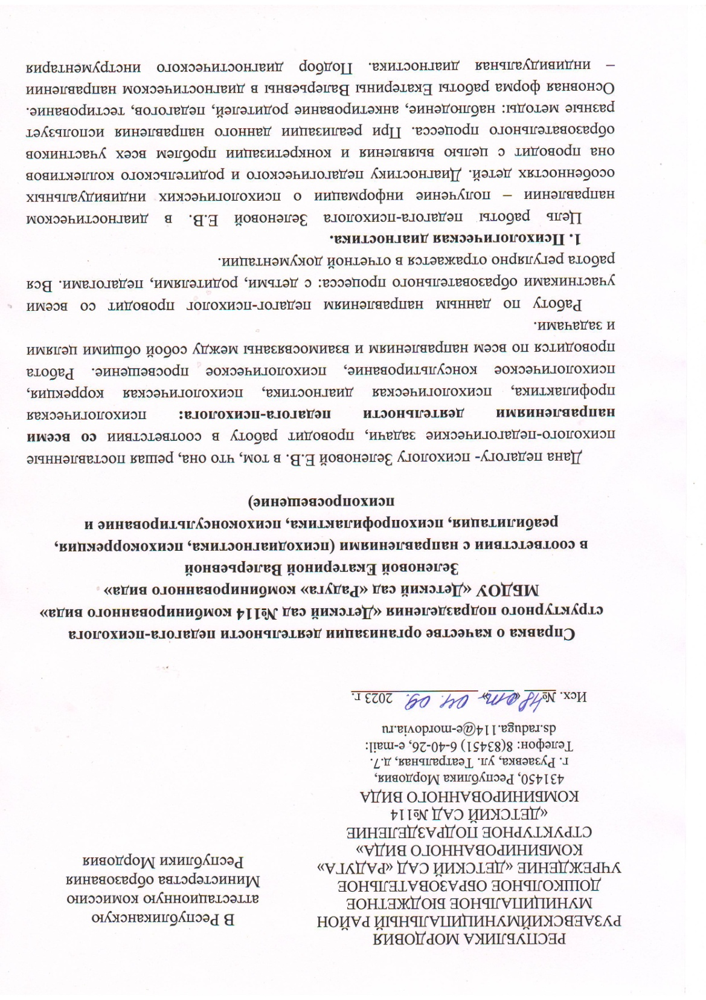 РЕСПУБЛИКА МОРДОВИЯ
РУЗАЕВСКИЙМУНИЦИПАЛЬНЫЙ РАЙОН
МУНИЦИПАЛЬНОЕ БЮДЖЕТНОЕ
ДОШКОЛЬНОЕ ОБРАЗОВАТЕЛЬНОЕ
УЧРЕЖДЕНИЕ «ДЕТСКИЙ САД «РАДУГА»
КОМБИНИРОВАННОГО ВИДА»
СТРУКТУРНОЕ ПОДРАЗДЕЛЕНИЕ
«ДЕТСКИЙ САД №114
КОМБИНИРОВАННОГО ВИДА
431450, Республика Мордовия,
г. Рузаевка, ул. Театральная, д.7.
Телефон: 8(83451) 6-40-26, e-mail:
ds.raduga.114@e-mordovia.ru
Исх. № 48 «от» 04. 09. 2023 г.
В Республиканскую
аттестационную комиссию
Министерства образования
Республики Мордовия
Справка о качестве организации деятельности педагога-психолога
структурного подразделения «Детский сад №114 комбинированного вида»
МБДОУ «Детский сад «Радуга» комбинированного вида»
Зеленовой Екатериной Валерьевной
в соответствии с направлениями (психодиагностика, психокоррекция,
реабилитация, психопрофилактика, психоконсультирование и
психопросвещение)
Дана педагогу- психологу Зеленовой Е.В. в том, что она, решая поставленные
психолого-педагогические задачи, проводит работу в соответствии со всеми
направлениями деятельности педагога-психолога: психологическая
профилактика, психологическая диагностика, психологическая коррекция,
психологическое консультирование, психологическое просвещение. Работа
проводится по всем направлениям и взаимосвязаны между собой общими целями
и задачами.
Работу по данным направлениям педагог-психолог проводит со всеми
участниками образовательного процесса: с детьми, родителями, педагогами. Вся
работа регулярно отражается в отчетной документации.
1. Психологическая диагностика.
Цель работы педагога-психолога Зеленовой Е.В. в диагностическом
направлении – получение информации о психологических индивидуальных
особенностях детей. Диагностику педагогического и родительского коллективов
она проводит с целью выявления и конкретизации проблем всех участников
образовательного процесса. При реализации данного направления использует
разные методы: наблюдение, анкетирование родителей, педагогов, тестирование.
Основная форма работы Екатерины Валерьевны в диагностическом направлении
– индивидуальная диагностика. Подбор диагностического инструментария